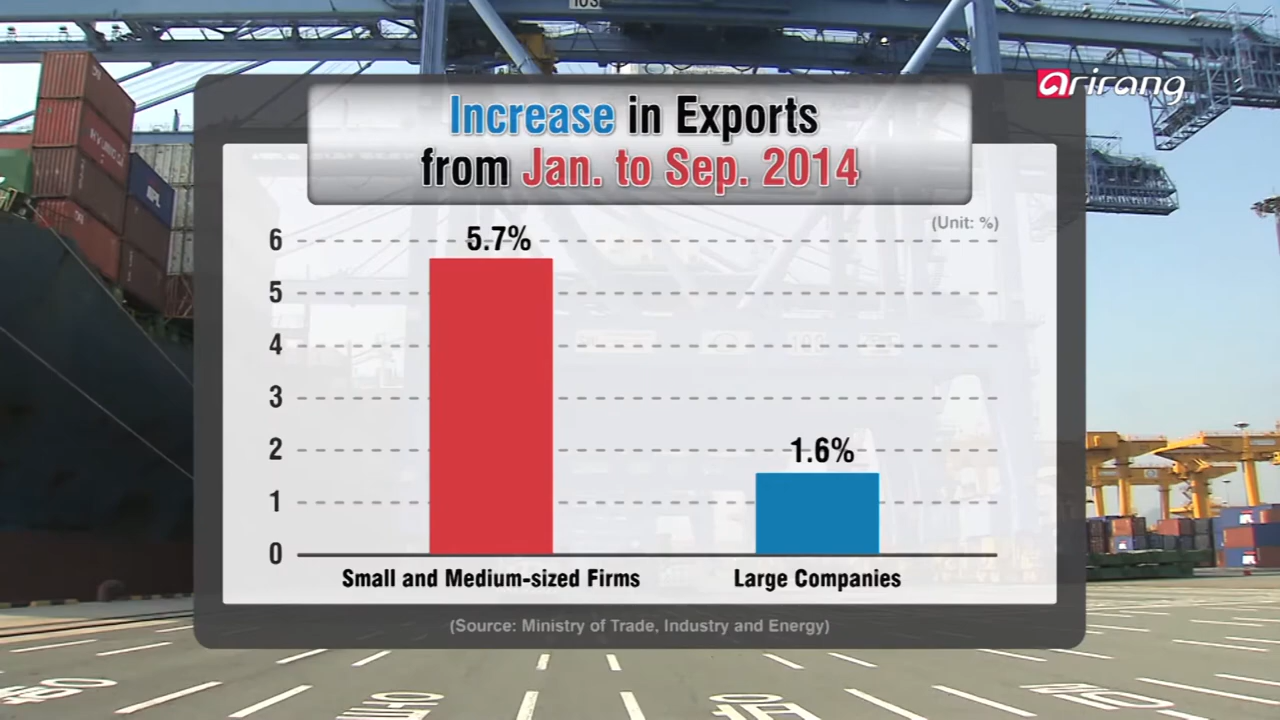 103
arirang
Increase in Exports
from Jan. to Sep. 2014
(Unit: %)
6
5.7%
5
4
3
2
1.6%
1
0
Small and Medium-sized Firms
Large Companies
(Source: Ministry of Trade, Industry and Energy)